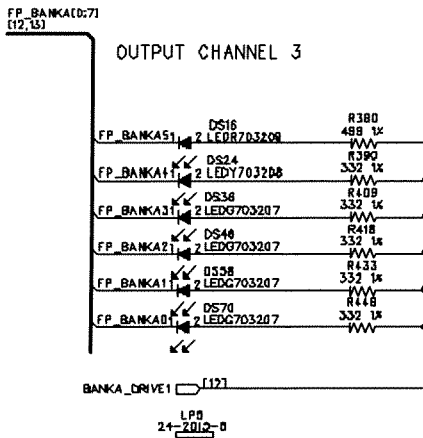 FP_BANKA[0:7]
[12,13]
OUTPUT CHANNEL 3
DS16 R380
FP_BANKA5 1 2 LEDR703209 499 1%
DS24 R390
FP_BANKA4 1 2 LEDY703208 332 1%
DS36 R409
FP_BANKA3 1 2 LEDG703207 332 1%
DS48 R418
FP_BANKA2 1 2 LEDG703207 332 1%
DS58 R433
FP_BANKA1 1 2 LEDG703207 332 1%
DS70 R448
FP_BANKA0 1 2 LEDG703207 332 1%
BANKA_DRIVE1 [12]